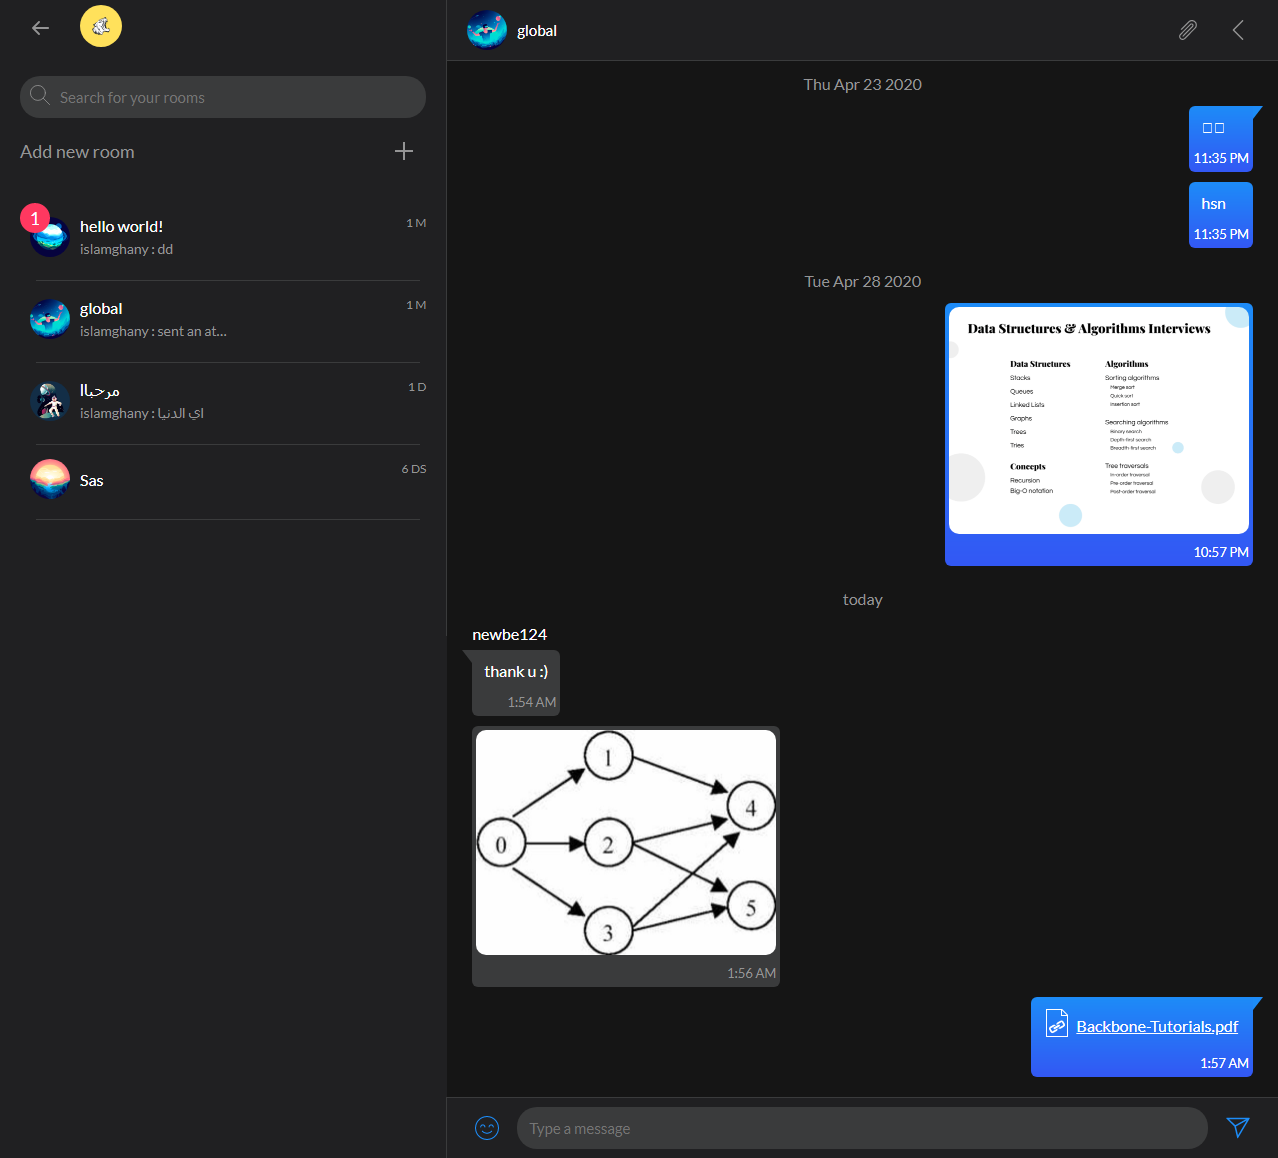 Search for your rooms
Add new room
1
hello world!
1 M
islamghany : dd
global
1 M
islamghany : sent an at...
مرحباا
1 D
islamghany : اي الدنيا
Sas
6 DS
global
Thu Apr 23 2020
11:35 PM
hsn
11:35 PM
Tue Apr 28 2020
Data Structures & Algorithms Interviews
Data Structures
Stacks
Queues
Linked Lists
Graphs
Trees
Tries
Concepts
Recursion
Big-O notation
Algorithms
Sorting algorithms
Merge sort
Quick sort
Insertion sort
Searching algorithms
Binary search
Depth-first search
Breadth-first search
Tree traversals
In-order traversal
Pre-order traversal
Post-order traversal
10:57 PM
today
newbe124
thank u :)
1:54 AM
1
4
0
2
5
3
1:56 AM
Backbone-Tutorials.pdf
1:57 AM
Type a message